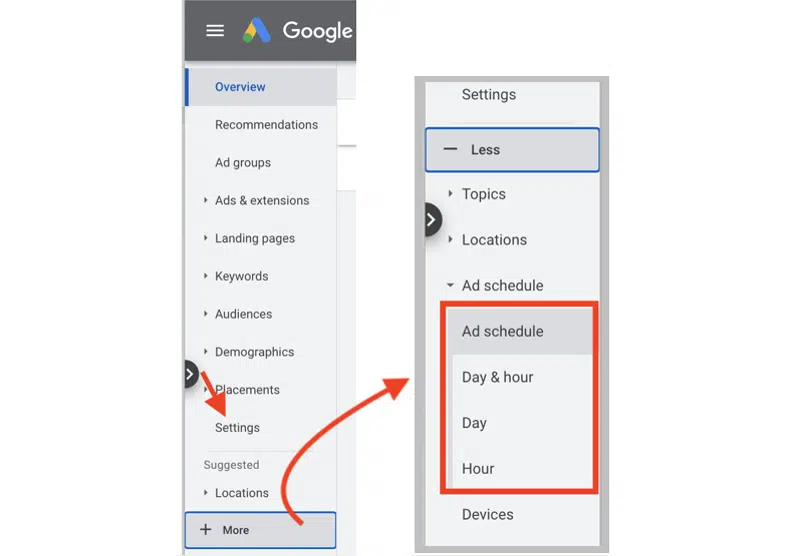 Google
Overview
Recommendations
Ad groups
Ads & extensions
Landing pages
Keywords
Audiences
Demographics
Placements
Settings
Suggested
Locations
More
Settings
Less
Topics
Locations
Ad schedule
Ad schedule
Day & hour
Day
Hour
Devices